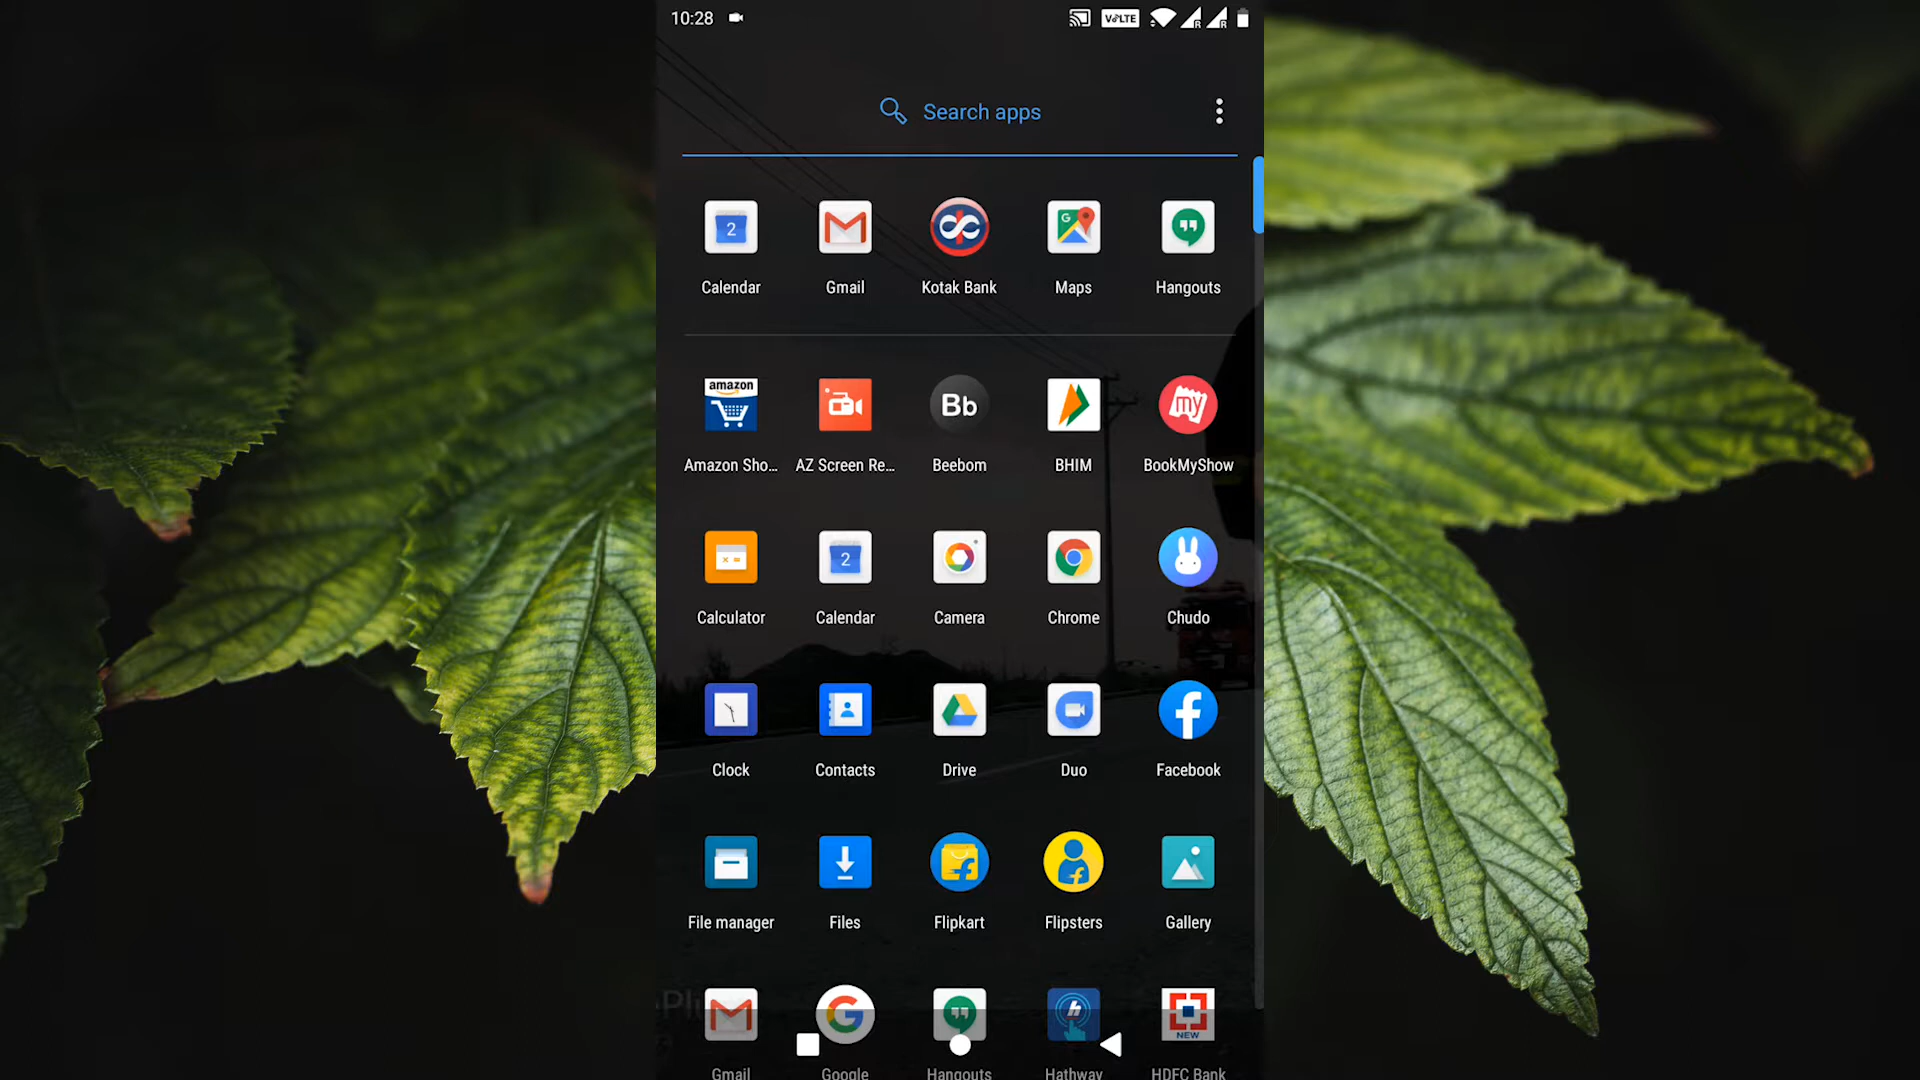 10:28 VoLTE R R
Search apps
2 G
Calendar Gmail Kotak Bank Maps Hangouts
amazon Bb my
Amazon Sho... AZ Screen Re... Beebom BHIM BookMyShow
2
Calculator Calendar Camera Chrome Chudo
Clock Contacts Drive Duo Facebook
File manager Files Flipkart Flipsters Gallery
G h NEW
Gmail Google Hangouts Hathway HDFC Bank